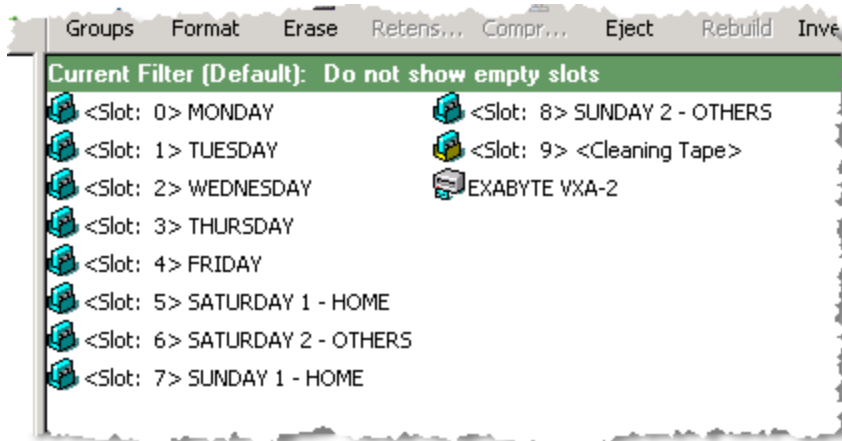 Groups Format Erase Retens... Compr... Eject Rebuild Inve
Current Filter (Default): Do not show empty slots
<Slot: 0> MONDAY
<Slot: 1> TUESDAY
<Slot: 2> WEDNESDAY
<Slot: 3> THURSDAY
<Slot: 4> FRIDAY
<Slot: 5> SATURDAY 1 - HOME
<Slot: 6> SATURDAY 2 - OTHERS
<Slot: 7> SUNDAY 1 - HOME
<Slot: 8> SUNDAY 2 - OTHERS
<Slot: 9> <Cleaning Tape>
EXABYTE VXA-2